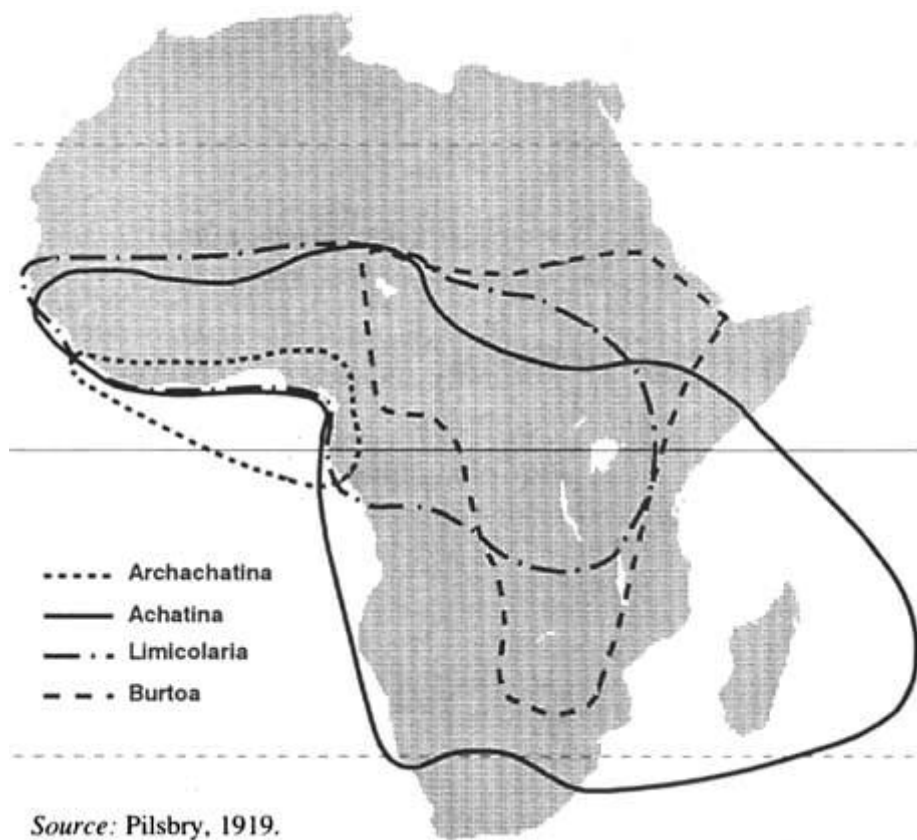 Archachatina
Achatina
Limicolaria
Burtoa
Source: Pilsbry, 1919.